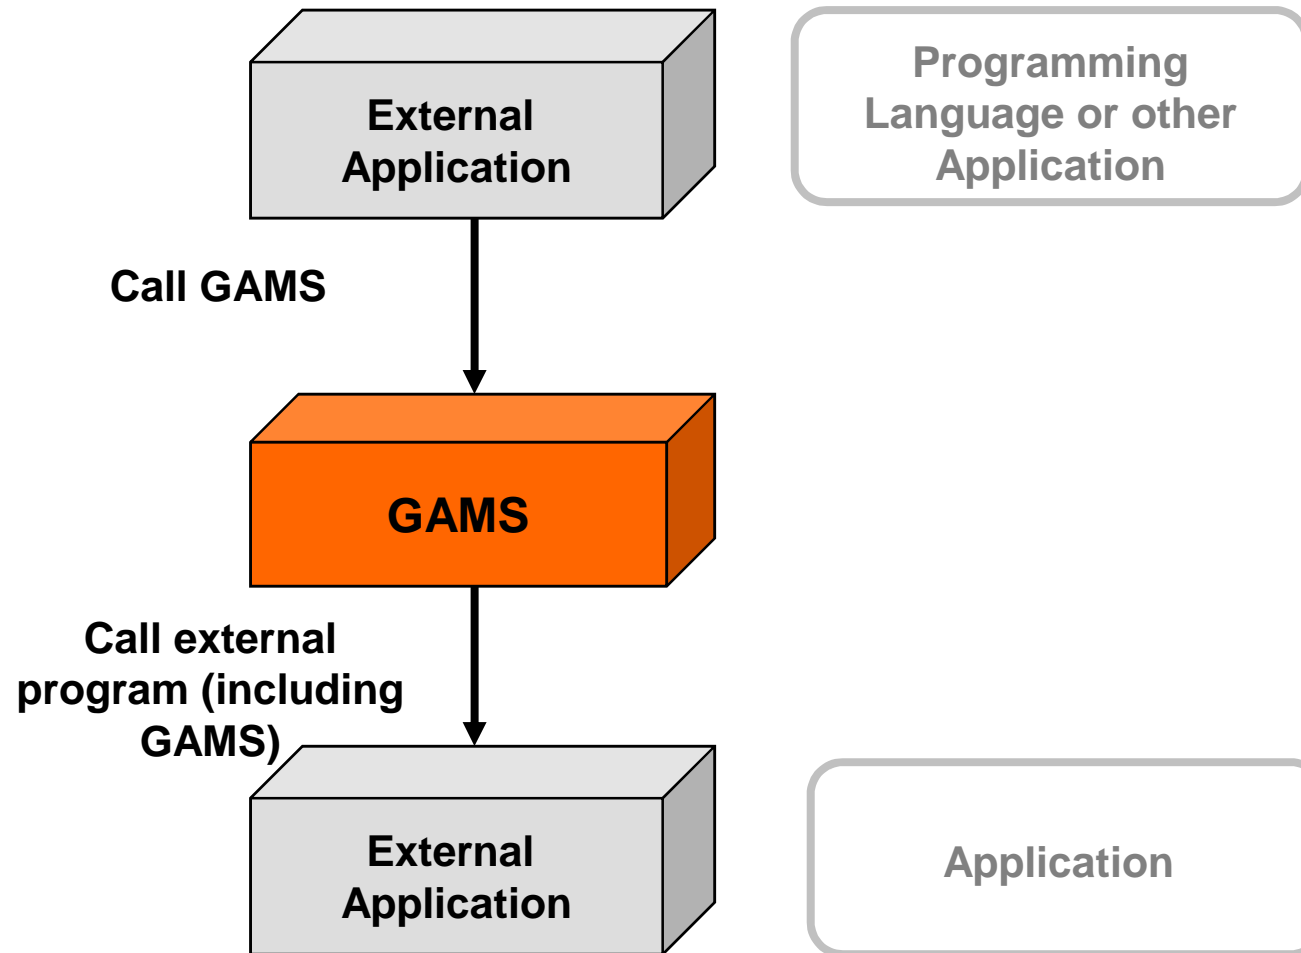 External
Application
Programming
Language or other
Application
Call GAMS
GAMS
Call external
program (including
GAMS)
External
Application
Application